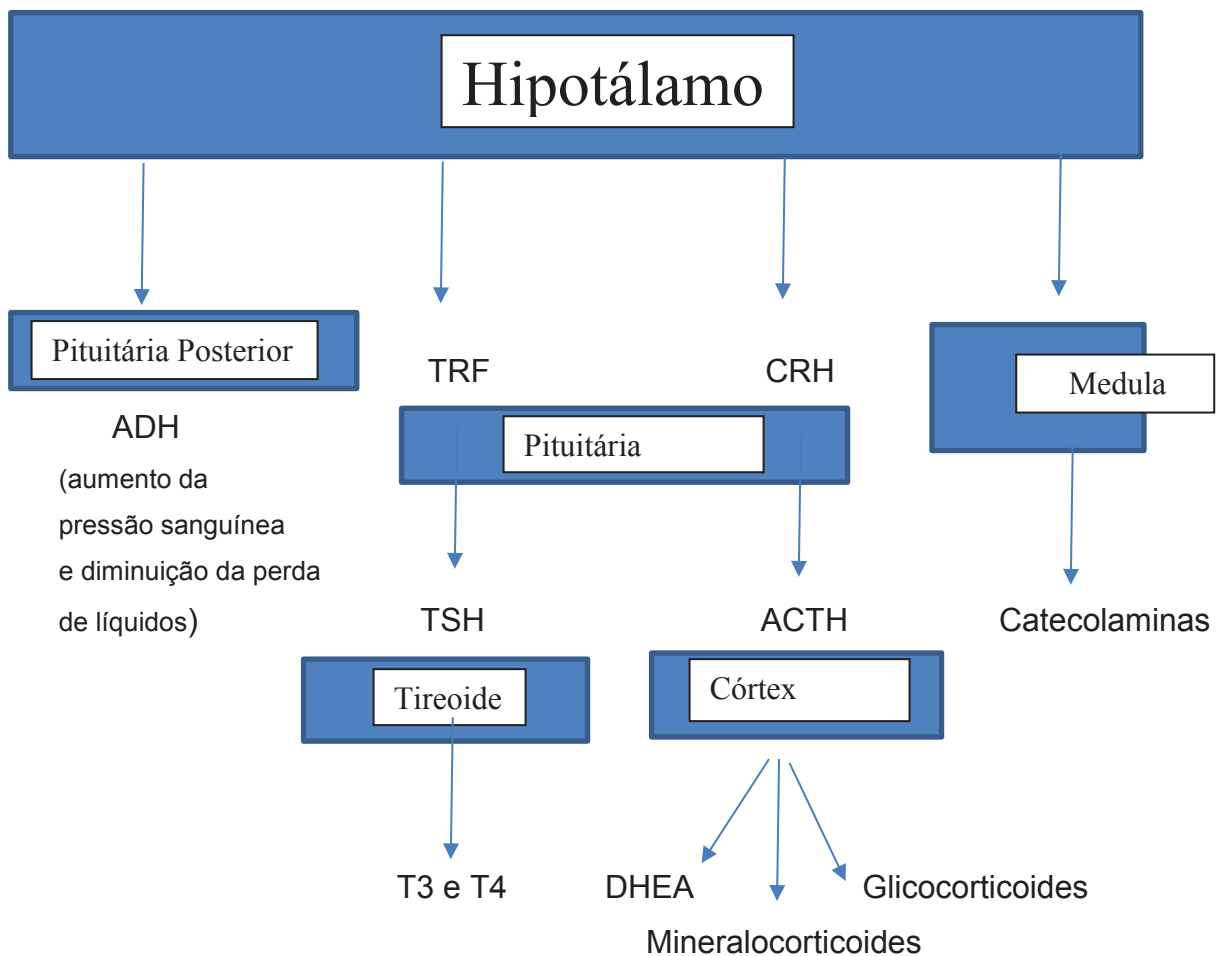 Hipotálamo
Pituitária Posterior
ADH
(aumento da
pressão sanguínea
e diminuição da perda
de líquidos)
TRF
CRH
Pituitária
Medula
TSH
ACTH
Catecolaminas
Tireoide
Córtex
T3 e T4
DHEA
Glicocorticoides
Mineralocorticoides